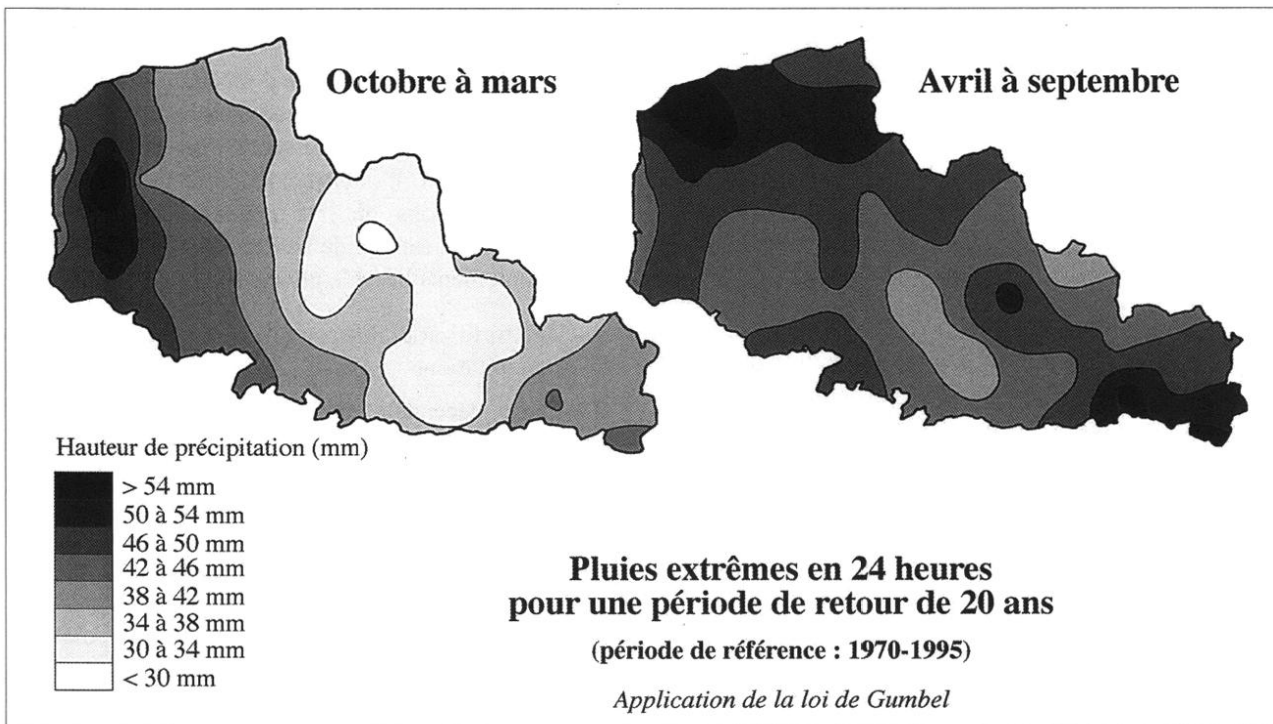 Octobre à mars
Avril à septembre
Hauteur de précipitation (mm)
> 54 mm
50 à 54 mm
46 à 50 mm
42 à 46 mm
38 à 42 mm
34 à 38 mm
30 à 34 mm
< 30 mm
Pluies extrêmes en 24 heures
pour une période de retour de 20 ans
(période de référence : 1970-1995)
Application de la loi de Gumbel